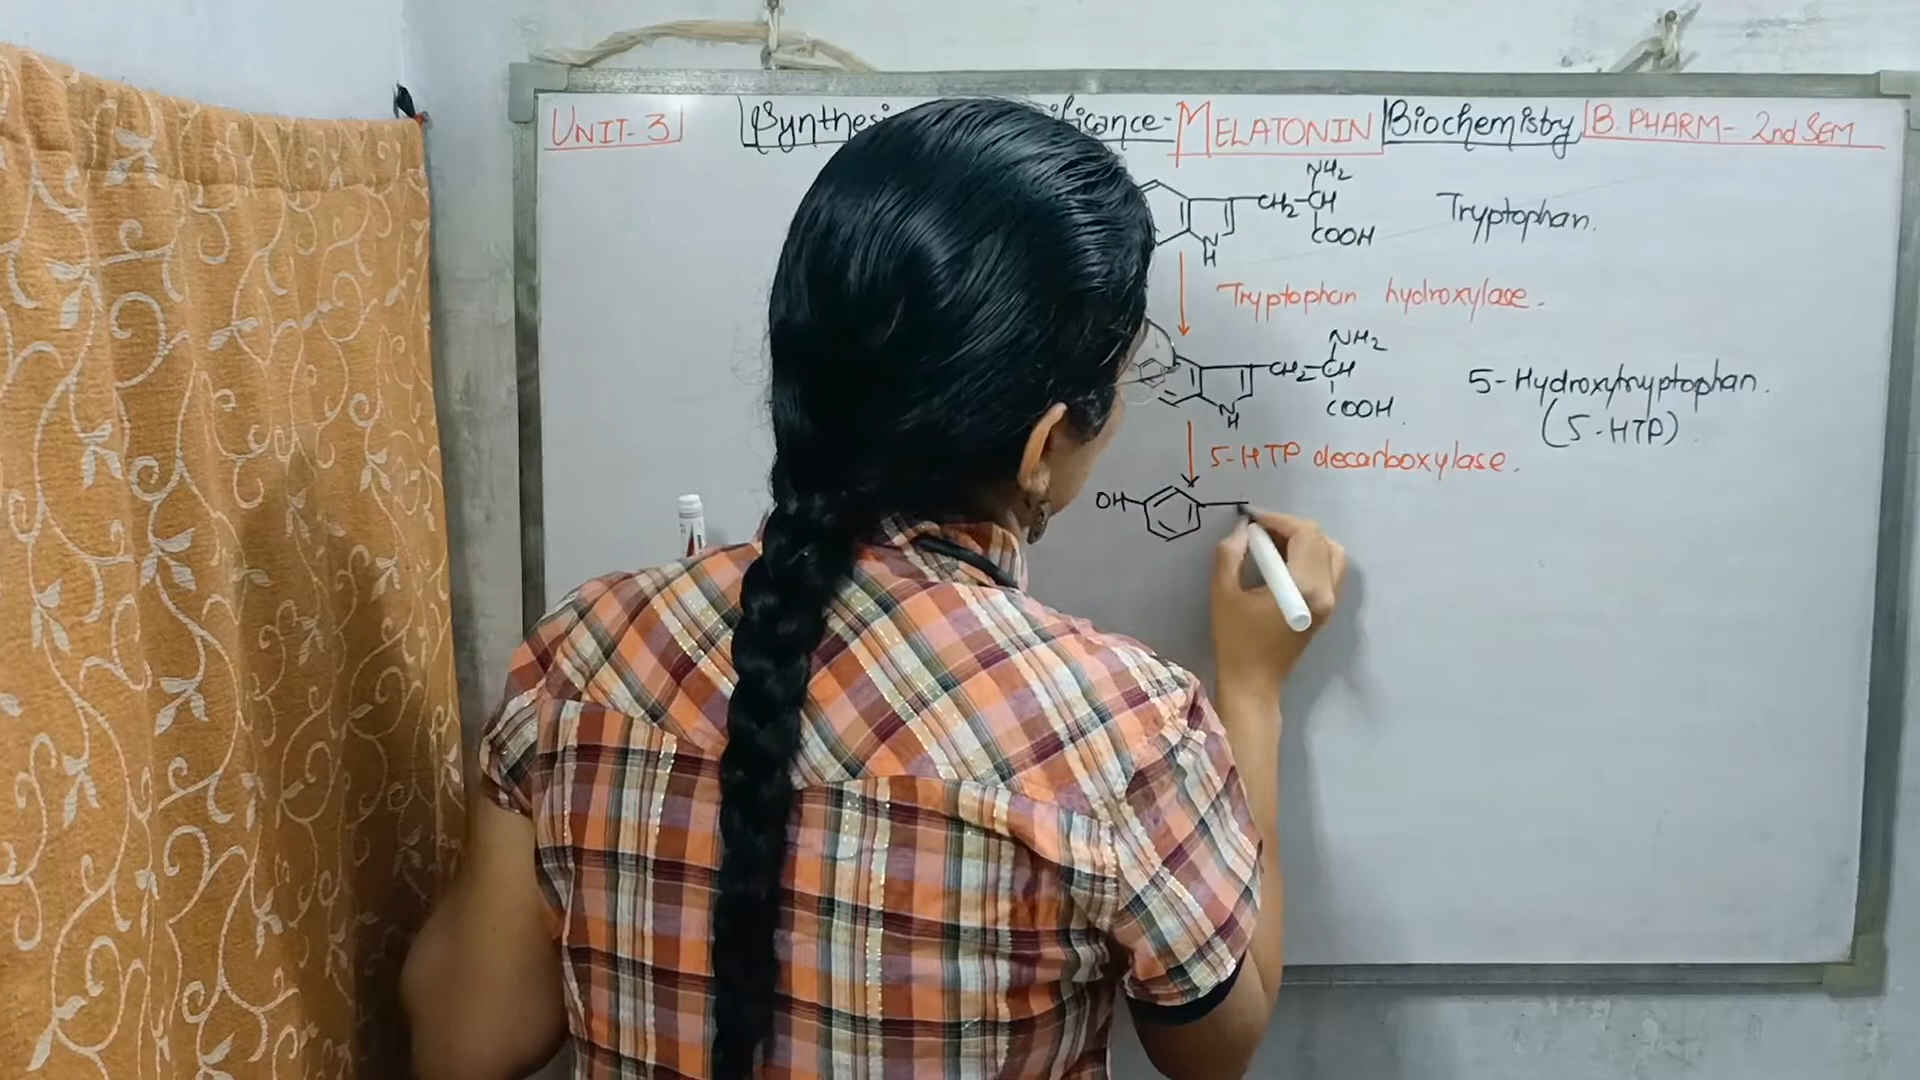 UNIT-3 Synthesi ficance- MELATONIN Biochemistry B. PHARM- 2nd SEM
NH2
CH2-CH
COOH
N
H
Tryptophan.
Tryptophan hydroxylase.
NH2
CH2-CH
COOH
N
H
5-Hydroxytryptophan.
(5-HTP)
5-HTP decarboxylase.
OH